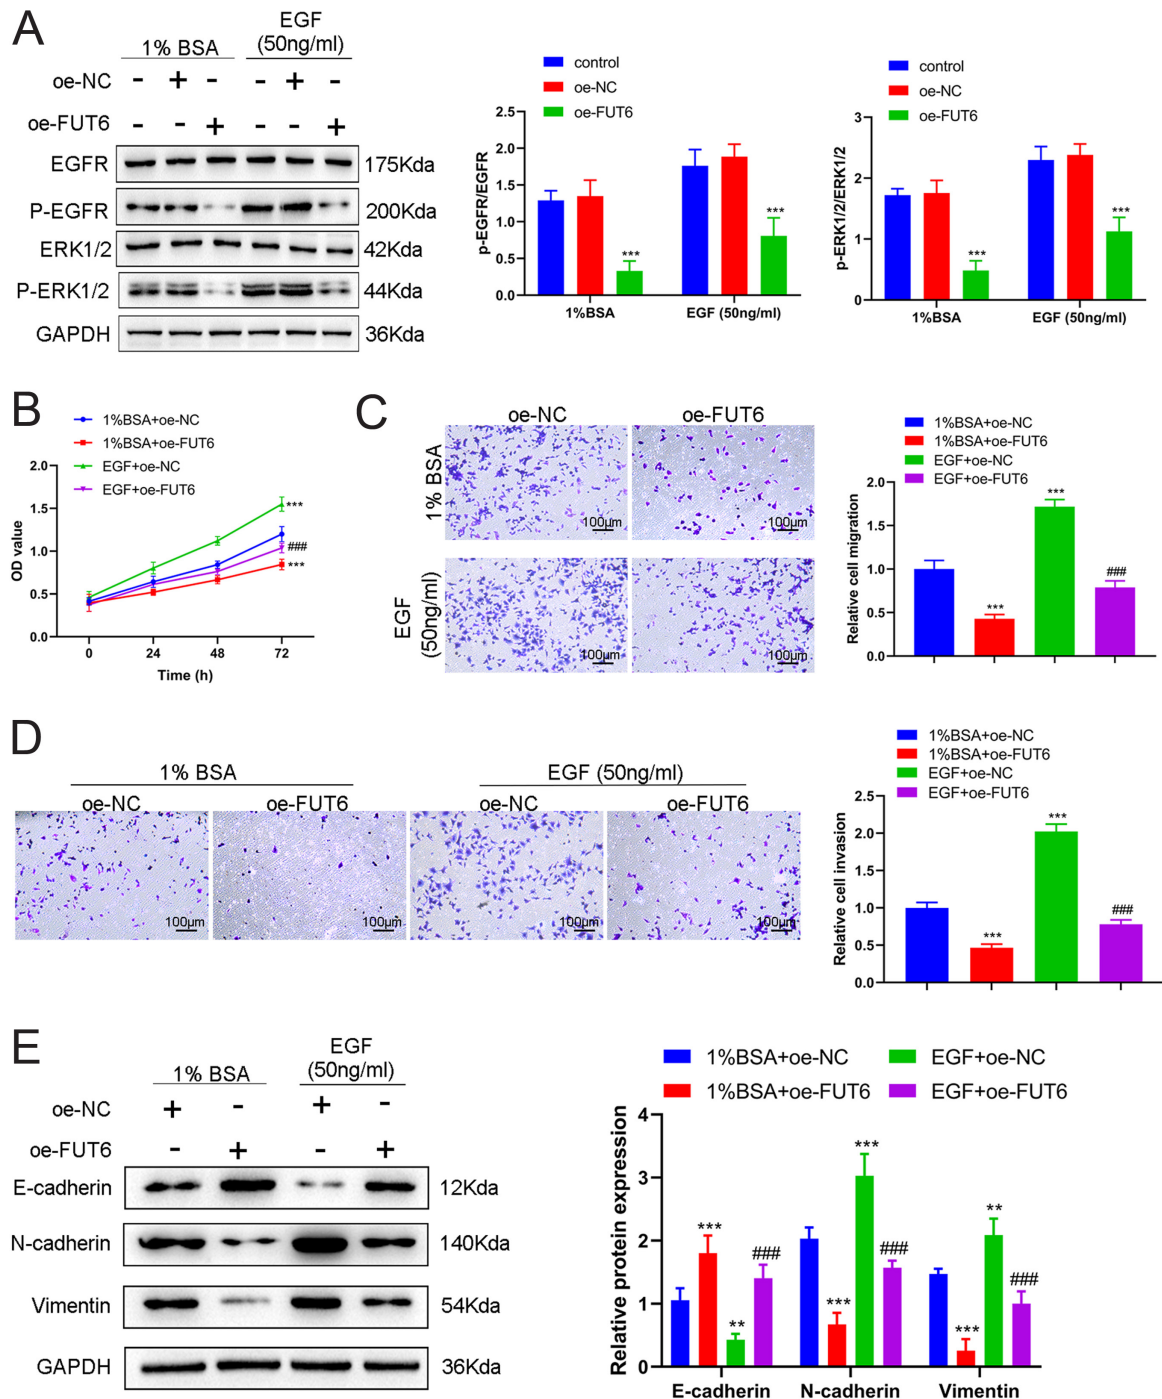 A
1% BSA
EGF
(50ng/ml)
oe-NC - + - - + -
oe-FUT6 - - + - - +
EGFR 175Kda
P-EGFR 200Kda
ERK1/2 42Kda
P-ERK1/2 44Kda
GAPDH 36Kda
control
oe-NC
oe-FUT6
p-EGFR/EGFR
2.5
2.0
1.5
1.0
0.5
0.0
***
***
1%BSA
EGF (50ng/ml)
control
oe-NC
oe-FUT6
p-ERK1/2/ERK1/2
3
2
1
0
***
***
1%BSA
EGF (50ng/ml)
B
1%BSA+oe-NC
1%BSA+oe-FUT6
EGF+oe-NC
EGF+oe-FUT6
OD value
2.0
1.5
1.0
0.5
0.0
***
###
***
0 24 48 72
Time (h)
C
oe-NC oe-FUT6
1% BSA
100μm 100μm
EGF
(50ng/ml)
100μm 100μm
1%BSA+oe-NC
1%BSA+oe-FUT6
EGF+oe-NC
EGF+oe-FUT6
Relative cell migration
2.0
1.5
1.0
0.5
0.0
***
***
###
D
1% BSA EGF (50ng/ml)
oe-NC oe-FUT6 oe-NC oe-FUT6
100μm 100μm 100μm 100μm
1%BSA+oe-NC
1%BSA+oe-FUT6
EGF+oe-NC
EGF+oe-FUT6
Relative cell invasion
2.5
2.0
1.5
1.0
0.5
0.0
***
***
###
E
1% BSA
EGF
(50ng/ml)
oe-NC + - + -
oe-FUT6 - + - +
E-cadherin 12Kda
N-cadherin 140Kda
Vimentin 54Kda
GAPDH 36Kda
1%BSA+oe-NC EGF+oe-NC
1%BSA+oe-FUT6 EGF+oe-FUT6
Relative protein expression
4
3
2
1
0
*** ** ###
*** *** ###
*** ** ###
E-cadherin N-cadherin Vimentin